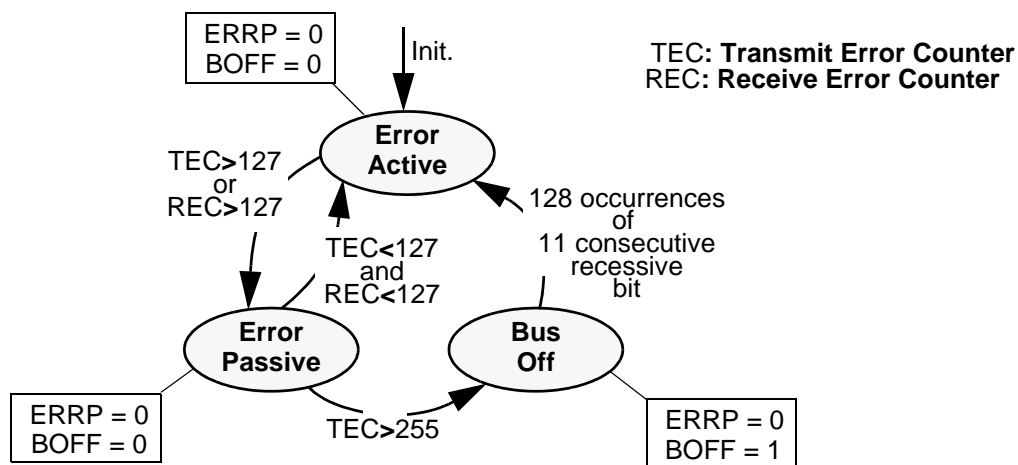 ERRP = 0
BOFF = 0
Init.
TEC: Transmit Error Counter
REC: Receive Error Counter
Error
Active
TEC>127
or
REC>127
TEC<127
and
REC<127
128 occurrences
of
11 consecutive
recessive
bit
Error
Passive
Bus
Off
ERRP = 0
BOFF = 0
TEC>255
ERRP = 0
BOFF = 1